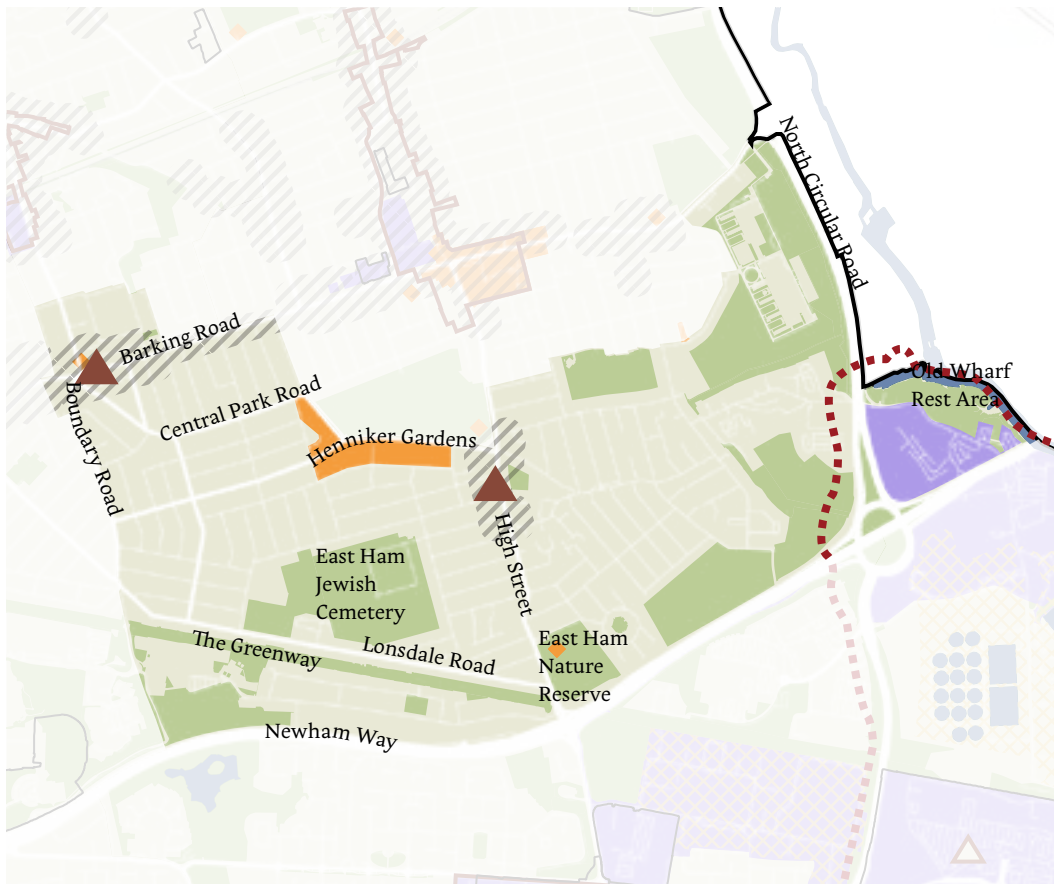 North Circular Road
Barking Road
Old Wharf
Rest Area
Boundary Road
Central Park Road
Henniker Gardens
High Street
East Ham
Jewish
Cemetery
The Greenway
Lonsdale Road
East Ham
Nature
Reserve
Newham Way